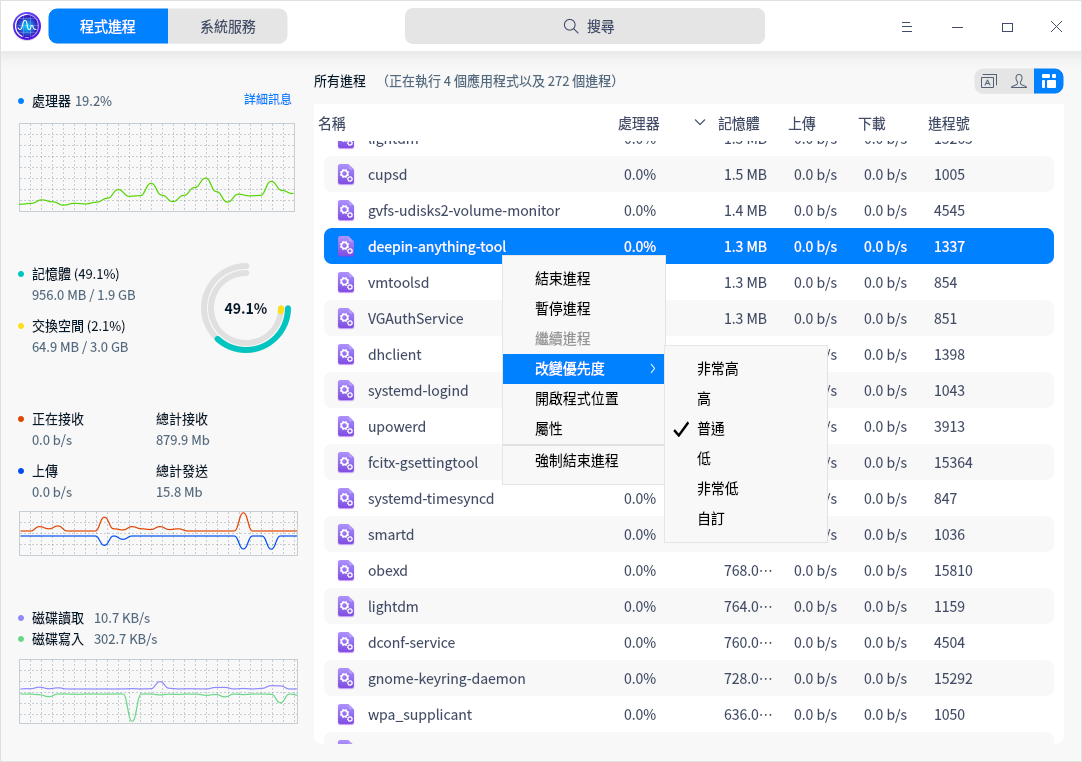 程式進程 系統服務 搜尋
所有進程 （正在執行 4 個應用程式以及 272 個進程）
處理器 19.2% 詳細訊息
記憶體 (49.1%)
956.0 MB / 1.9 GB
交換空間 (2.1%)
64.9 MB / 3.0 GB
49.1%
正在接收 總計接收
0.0 b/s 879.9 Mb
上傳 總計發送
0.0 b/s 15.8 Mb
磁碟讀取 10.7 KB/s
磁碟寫入 302.7 KB/s
名稱 處理器 記憶體 上傳 下載 進程號
cupsd 0.0% 1.5 MB 0.0 b/s 0.0 b/s 1005
gvfs-udisks2-volume-monitor 0.0% 1.4 MB 0.0 b/s 0.0 b/s 4545
deepin-anything-tool 0.0% 1.3 MB 0.0 b/s 0.0 b/s 1337
vmtoolsd 1.3 MB 0.0 b/s 0.0 b/s 854
VGAuthService 1.3 MB 0.0 b/s 0.0 b/s 851
dhclient 0.0 b/s 1398
systemd-logind 0.0 b/s 1043
upowerd 0.0 b/s 3913
fcitx-gsettingtool 0.0 b/s 15364
systemd-timesyncd 0.0% 0.0 b/s 847
smartd 0.0% 0.0 b/s 1036
obexd 0.0% 768.0⋯ 0.0 b/s 0.0 b/s 15810
lightdm 0.0% 764.0⋯ 0.0 b/s 0.0 b/s 1159
dconf-service 0.0% 760.0⋯ 0.0 b/s 0.0 b/s 4504
gnome-keyring-daemon 0.0% 728.0⋯ 0.0 b/s 0.0 b/s 15292
wpa_supplicant 0.0% 636.0⋯ 0.0 b/s 0.0 b/s 1050
結束進程
暫停進程
繼續進程
改變優先度
開啟程式位置
屬性
強制結束進程
非常高
高
普通
低
非常低
自訂